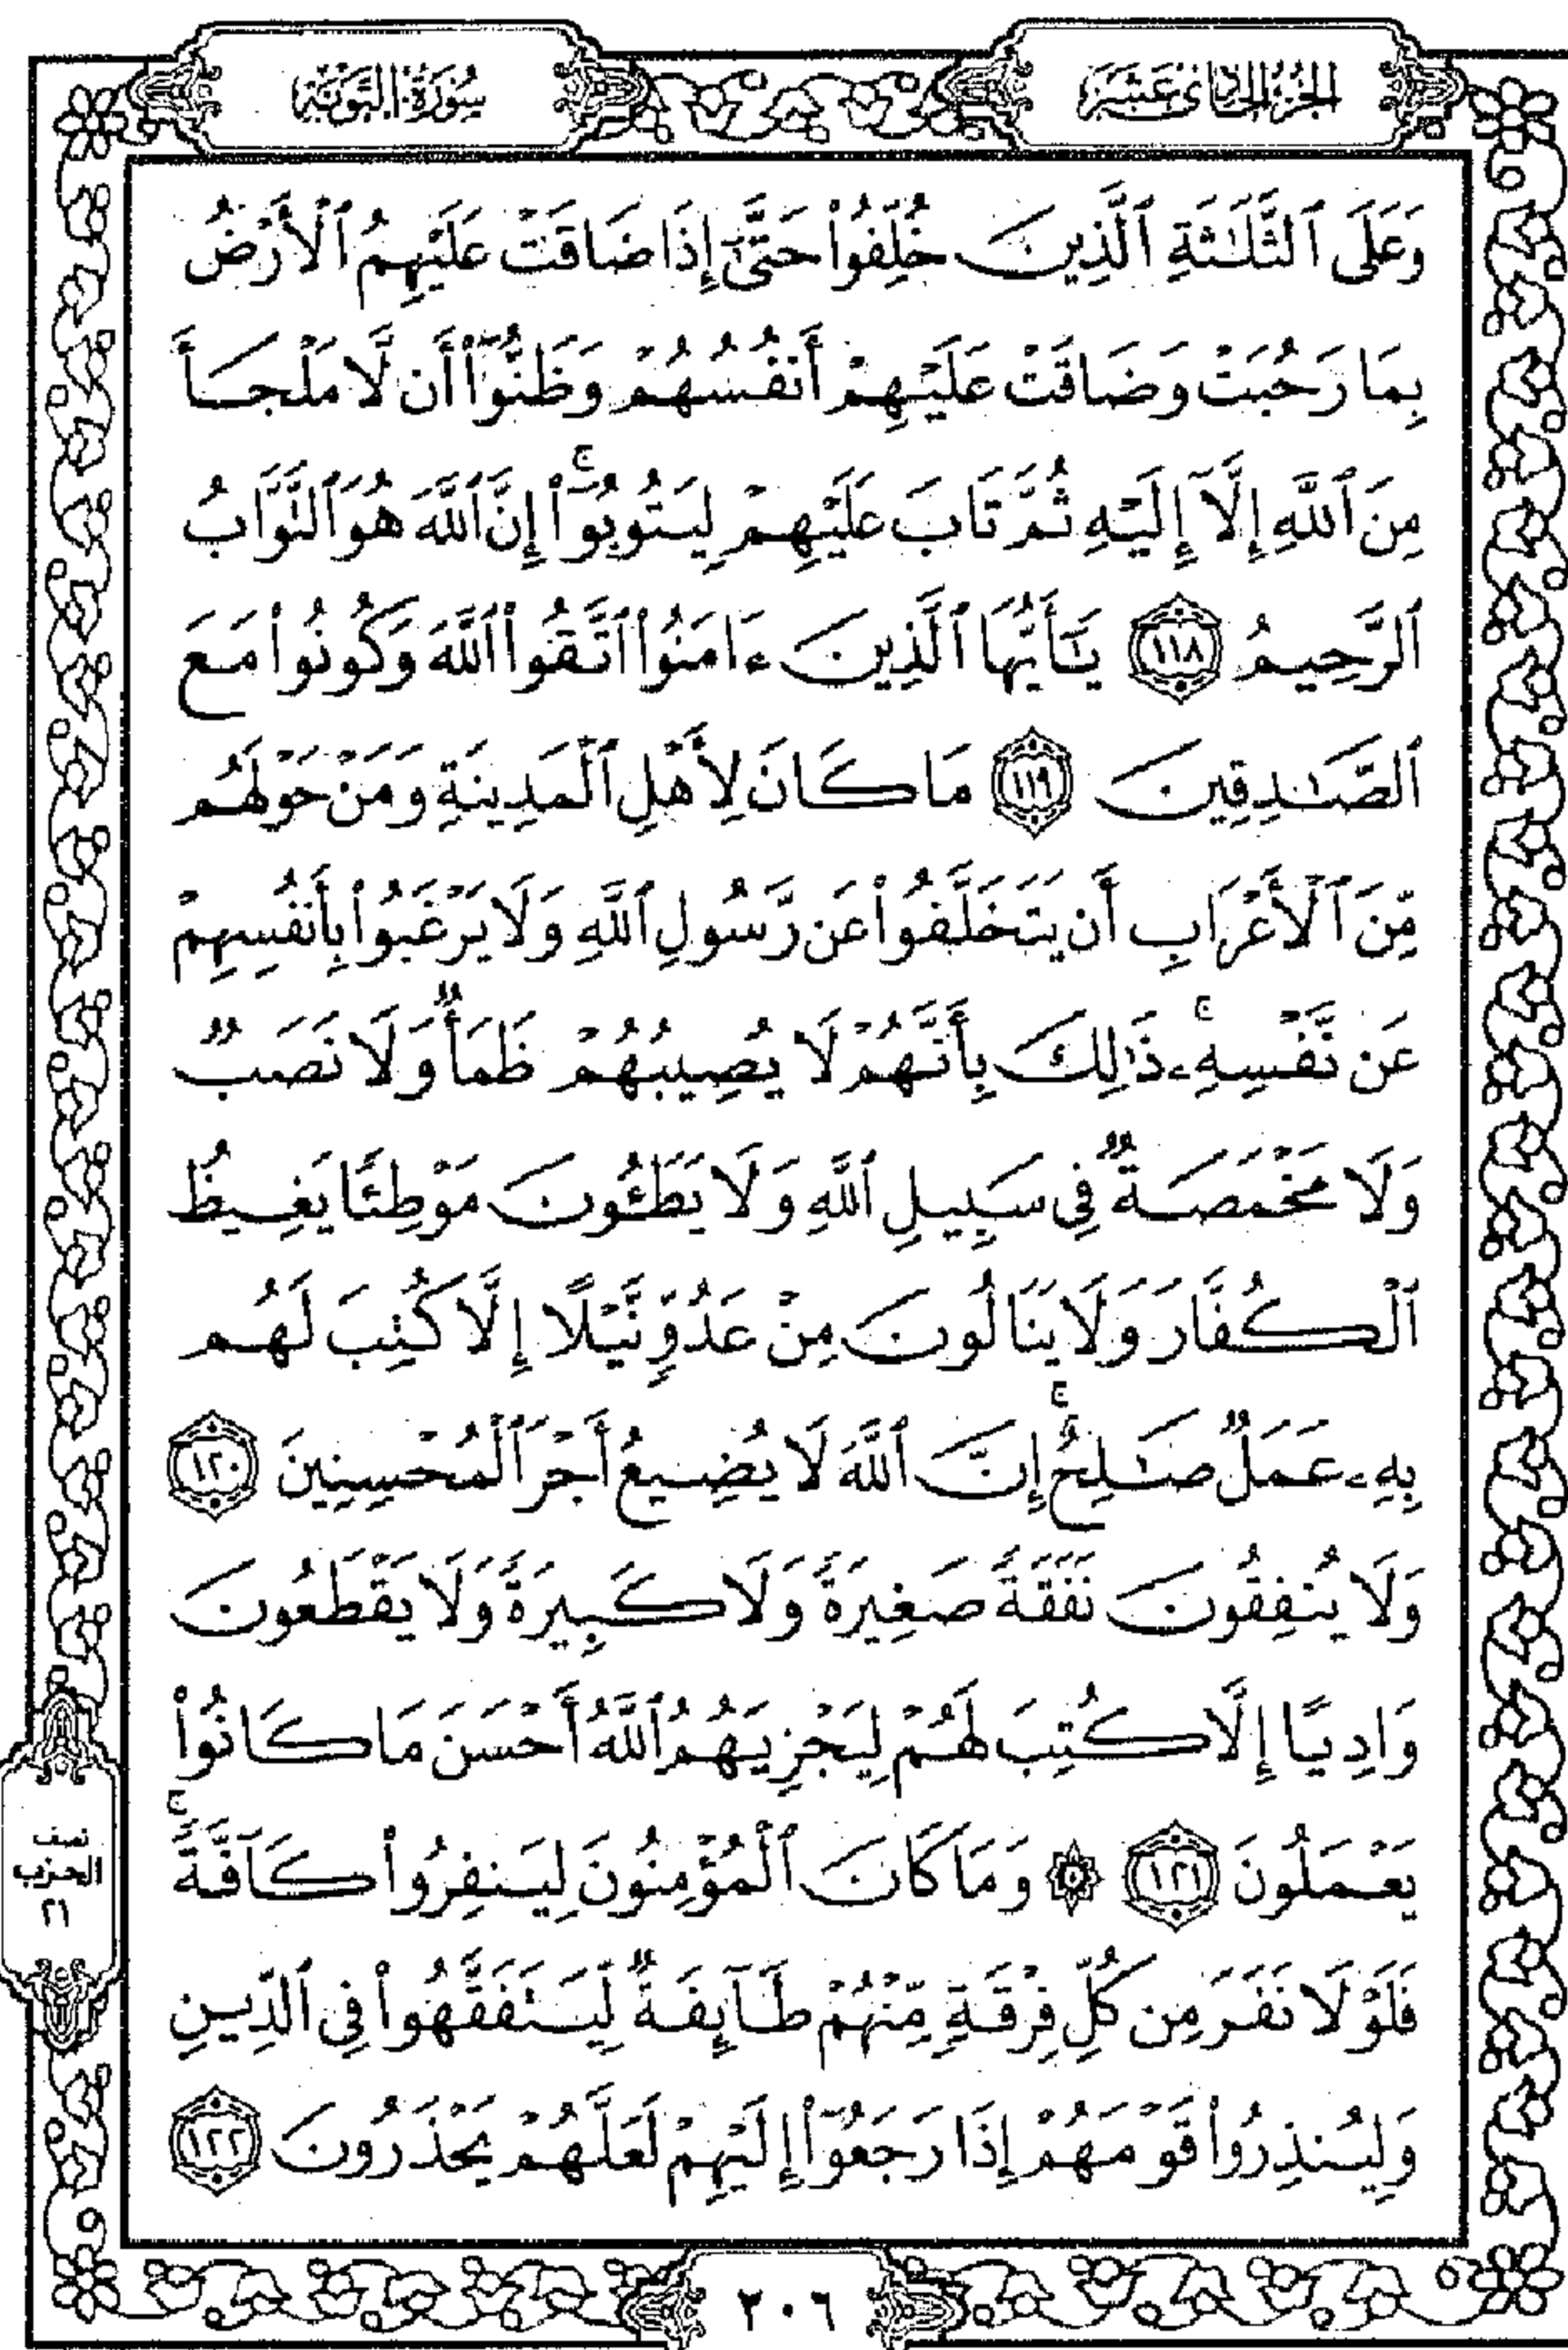 الجزء الحادي عشر
سورة التوبة
وَعَلَى ٱلثَّلَٰثَةِ ٱلَّذِينَ خُلِّفُوا۟ حَتَّىٰٓ إِذَا ضَاقَتْ عَلَيْهِمُ ٱلْأَرْضُ
بِمَا رَحُبَتْ وَضَاقَتْ عَلَيْهِمْ أَنفُسُهُمْ وَظَنُّوٓا۟ أَن لَّا مَلْجَأَ
مِنَ ٱللَّهِ إِلَّآ إِلَيْهِ ثُمَّ تَابَ عَلَيْهِمْ لِيَتُوبُوٓا۟ ۚ إِنَّ ٱللَّهَ هُوَ ٱلتَّوَّابُ
ٱلرَّحِيمُ ١١٨ يَٰٓأَيُّهَا ٱلَّذِينَ ءَامَنُوا۟ ٱتَّقُوا۟ ٱللَّهَ وَكُونُوا۟ مَعَ
ٱلصَّٰدِقِينَ ١١٩ مَا كَانَ لِأَهْلِ ٱلْمَدِينَةِ وَمَنْ حَوْلَهُم
مِّنَ ٱلْأَعْرَابِ أَن يَتَخَلَّفُوا۟ عَن رَّسُولِ ٱللَّهِ وَلَا يَرْغَبُوا۟ بِأَنفُسِهِمْ
عَن نَّفْسِهِۦ ۚ ذَٰلِكَ بِأَنَّهُمْ لَا يُصِيبُهُمْ ظَمَأٌ وَلَا نَصَبٌ
وَلَا مَخْمَصَةٌ فِى سَبِيلِ ٱللَّهِ وَلَا يَطَـُٔونَ مَوْطِئًا يَغِيظُ
ٱلْكُفَّارَ وَلَا يَنَالُونَ مِنْ عَدُوٍّ نَّيْلًا إِلَّا كُتِبَ لَهُم
بِهِۦ عَمَلٌ صَٰلِحٌ ۚ إِنَّ ٱللَّهَ لَا يُضِيعُ أَجْرَ ٱلْمُحْسِنِينَ ١٢٠
وَلَا يُنفِقُونَ نَفَقَةً صَغِيرَةً وَلَا كَبِيرَةً وَلَا يَقْطَعُونَ
وَادِيًا إِلَّا كُتِبَ لَهُمْ لِيَجْزِيَهُمُ ٱللَّهُ أَحْسَنَ مَا كَانُوا۟
يَعْمَلُونَ ١٢١ ۞ وَمَا كَانَ ٱلْمُؤْمِنُونَ لِيَنفِرُوا۟ كَآفَّةً ۚ
فَلَوْلَا نَفَرَ مِن كُلِّ فِرْقَةٍ مِّنْهُمْ طَآئِفَةٌ لِّيَتَفَقَّهُوا۟ فِى ٱلدِّينِ
وَلِيُنذِرُوا۟ قَوْمَهُمْ إِذَا رَجَعُوٓا۟ إِلَيْهِمْ لَعَلَّهُمْ يَحْذَرُونَ ١٢٢
نصف
الحزب
٢١
٢٠٦